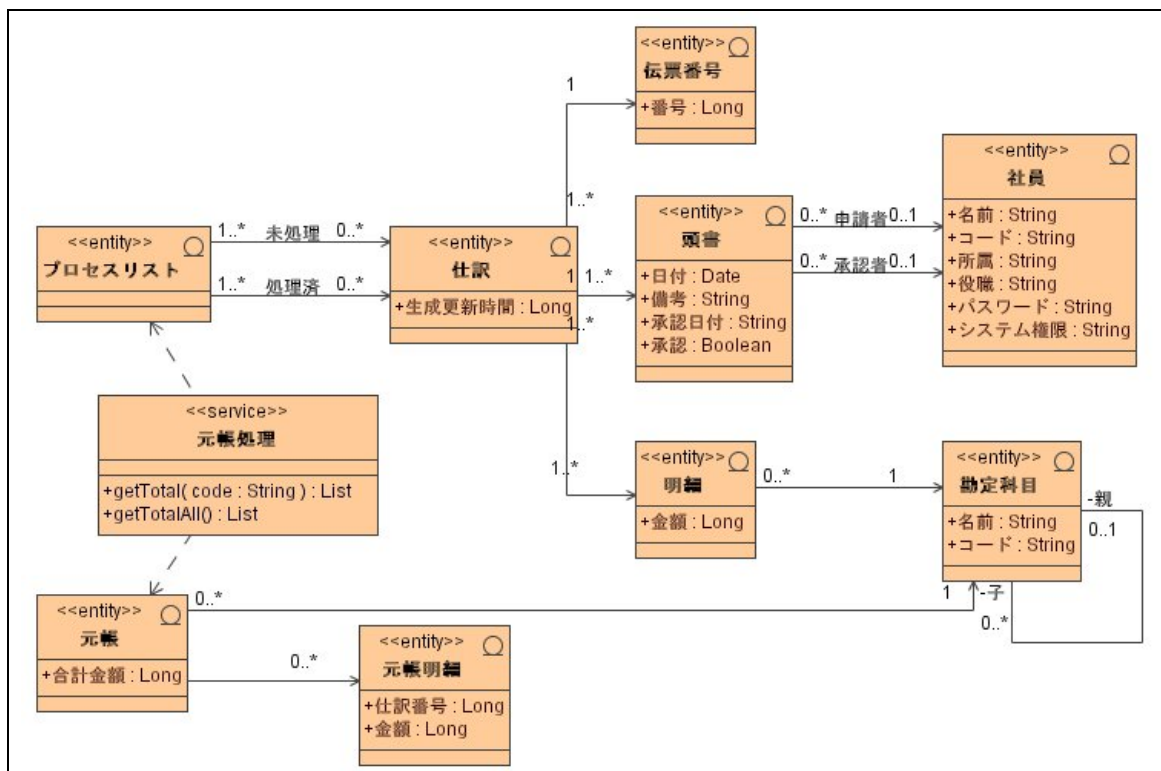 <<entity>>
伝票番号
+番号 : Long
1
1..*
<<entity>>
社員
+名前 : String
+コード : String
+所属 : String
+役職 : String
+パスワード : String
+システム権限 : String
<<entity>>
プロセスリスト
1..* 未処理 0..*
1..* 処理済 0..*
<<entity>>
仕訳
+生成更新時間 : Long
1
1..*
1..*
<<entity>>
頭書
+日付 : Date
+備考 : String
+承認日付 : String
+承認 : Boolean
0..* 申請者 0..1
0..* 承認者 0..1
<<service>>
元帳処理
+getTotal( code : String ) : List
+getTotalAll() : List
1..*
<<entity>>
明細
+金額 : Long
0..*
1
<<entity>>
勘定科目
+名前 : String
+コード : String
-親
0..1
1
-子
0..*
<<entity>>
元帳
+合計金額 : Long
0..*
0..*
<<entity>>
元帳明細
+仕訳番号 : Long
+金額 : Long